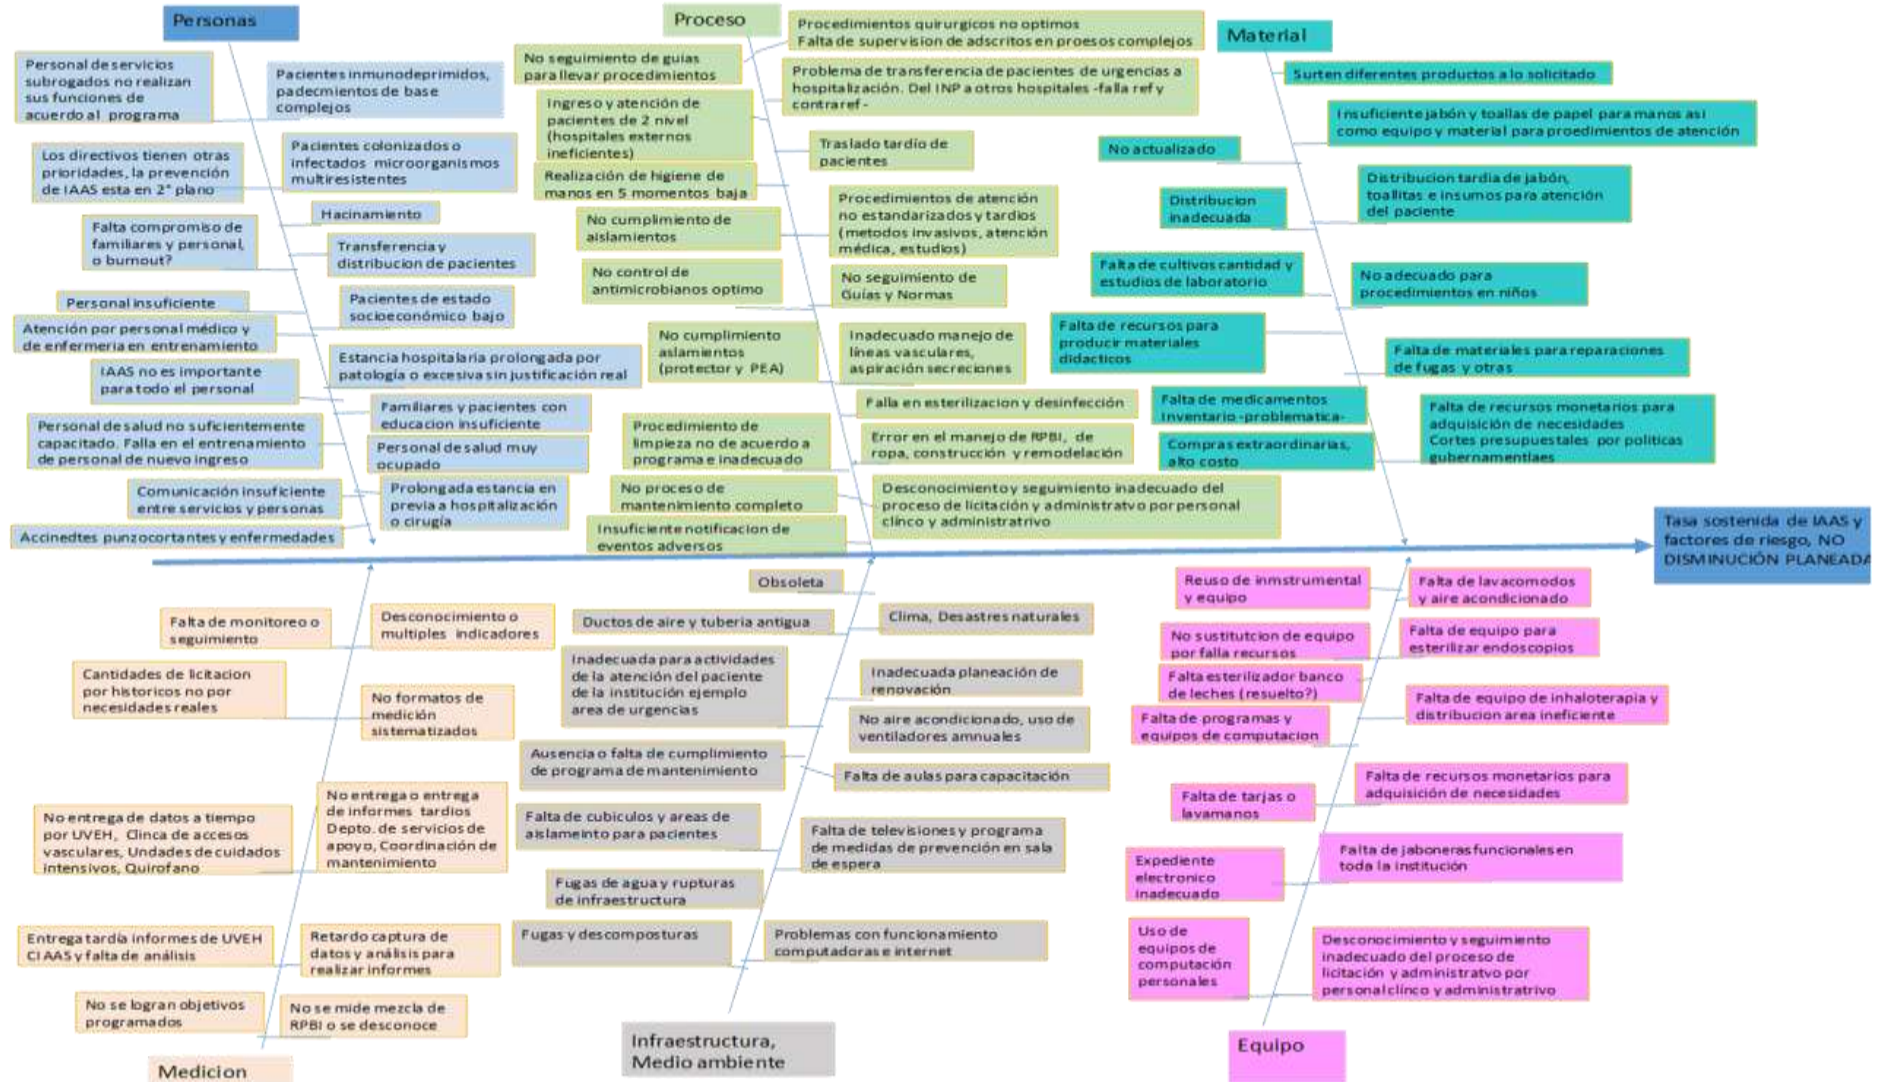 Personas
Personal de servicios
subrogados no realizan
sus funciones de
acuerdo al programa
Pacientes inmunodeprimidos,
padecmientos de base
complejos
Los directivos tienen otras
prioridades, la prevención
de IAAS esta en 2° plano
Pacientes colonizados o
infectados microorganismos
multiresistentes
Hacinamiento
Falta compromiso de
familiares y personal,
o burnout?
Transferencia y
distribucion de pacientes
Personal insuficiente
Pacientes de estado
socioeconómico bajo
Atención por personal médico y
de enfermeria en entrenamiento
Estancia hospitalaria prolongada por
patología o excesiva sin justificación real
IAAS no es importante
para todo el personal
Familiares y pacientes con
educacion insuficiente
Personal de salud no suficientemente
capacitado. Falla en el entrenamiento
de personal de nuevo ingreso
Personal de salud muy
ocupado
Comunicación insuficiente
entre servicios y personas
Prolongada estancia en
previa a hospitalización
o cirugía
Accinedtes punzocortantes y enfermedades
Proceso
Procedimientos quirurgicos no optimos
Falta de supervision de adscritos en proesos complejos
No seguimiento de guías
para llevar procedimientos
Problema de transferencia de pacientes de urgencias a
hospitalización. Del INP a otros hospitales -falla ref y
contraref -
Ingreso y atención de
pacientes de 2 nivel
(hospitales externos
ineficientes)
Traslado tardío de
pacientes
Realización de higiene de
manos en 5 momentos baja
Procedimientos de atención
no estandarizados y tardios
(metodos invasivos, atención
médica, estudios)
No cumplimiento de
aislamientos
No control de
antimicrobianos optimo
No seguimiento de
Guías y Normas
No cumplimiento
aslamientos
(protector y PEA)
Inadecuado manejo de
líneas vasculares,
aspiración secreciones
Falla en esterilizacion y desinfección
Procedimiento de
limpieza no de acuerdo a
programa e inadecuado
Error en el manejo de RPBI, de
ropa, construcción y remodelación
No proceso de
mantenimiento completo
Desconocimiento y seguimiento inadecuado del
proceso de licitación y administratvo por personal
clínco y administratrivo
Insuficiente notificacion de
eventos adversos
Material
Surten diferentes productos a lo solicitado
Insuficiente jabón y toallas de papel para manos asi
como equipo y material para proedimientos de atención
No actualizado
Distribucion tardia de jabón,
toallitas e insumos para atención
del paciente
Distribucion
inadecuada
Falta de cultivos cantidad y
estudios de laboratorio
No adecuado para
procedimientos en niños
Falta de recursos para
producir materiales
didacticos
Falta de materiales para reparaciones
de fugas y otras
Falta de medicamentos
Inventario -problematica-
Falta de recursos monetarios para
adquisición de necesidades
Cortes presupuestales por politicas
gubernamentlaes
Compras extraordinarias,
alto costo
Tasa sostenida de IAAS y
factores de riesgo, NO
DISMINUCIÓN PLANEADA
Falta de monitoreo o
seguimiento
Desconocimiento o
multiples indicadores
Cantidades de licitacion
por historicos no por
necesidades reales
No formatos de
medición
sistematizados
No entrega de datos a tiempo
por UVEH, Clinca de accesos
vasculares, Undades de cuidados
intensivos, Quirofano
No entrega o entrega
de informes tardios
Depto. de servicios de
apoyo, Coordinación de
mantenimiento
Entrega tardía informes de UVEH
CI AAS y falta de análisis
Retardo captura de
datos y análisis para
realizar informes
No se logran objetivos
programados
No se mide mezcla de
RPBI o se desconoce
Medicion
Obsoleta
Ductos de aire y tuberia antigua
Clima, Desastres naturales
Inadecuada para actividades
de la atención del paciente
de la institución ejemplo
area de urgencias
Inadecuada planeación de
renovación
No aire acondicionado, uso de
ventiladores amnuales
Ausencia o falta de cumplimiento
de programa de mantenimiento
Falta de aulas para capacitación
Falta de cubiculos y areas de
aislameinto para pacientes
Falta de televisiones y programa
de medidas de prevención en sala
de espera
Fugas de agua y rupturas
de infraestructura
Fugas y descomposturas
Problemas con funcionamiento
computadoras e internet
Infraestructura,
Medio ambiente
Reuso de inmstrumental
y equipo
Falta de lavacomodos
y aire acondicionado
No sustitutcion de equipo
por falla recursos
Falta de equipo para
esterilizar endoscopios
Falta esterilizador banco
de leches (resuelto?)
Falta de equipo de inhaloterapia y
distribucion area ineficiente
Falta de programas y
equipos de computacion
Falta de recursos monetarios para
adquisición de necesidades
Falta de tarjas o
lavamanos
Falta de jaboneras funcionales en
toda la institución
Expediente
electronico
inadecuado
Uso de
equipos de
computación
personales
Desconocimiento y seguimiento
inadecuado del proceso de
licitación y administratvo por
personal clínco y administratrivo
Equipo